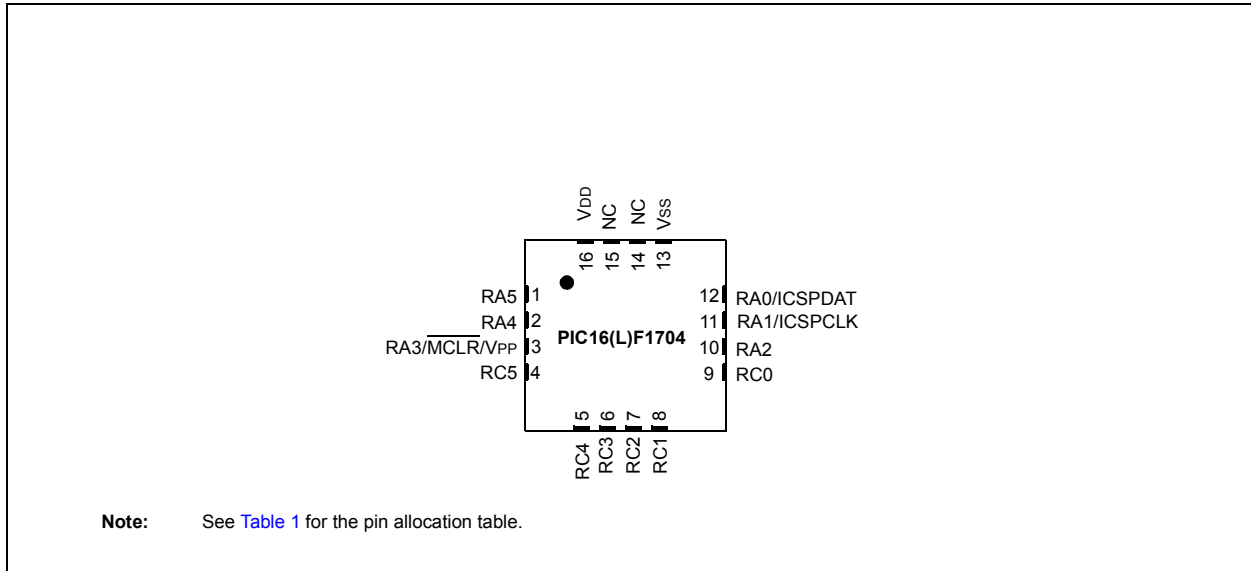 VDD
NC
NC
VSS
16
15
14
13
RA5 1
RA4 2
RA3/MCLR/VPP 3
RC5 4
PIC16(L)F1704
12 RA0/ICSPDAT
11 RA1/ICSPCLK
10 RA2
9 RC0
5
6
7
8
RC4
RC3
RC2
RC1
Note: See Table 1 for the pin allocation table.